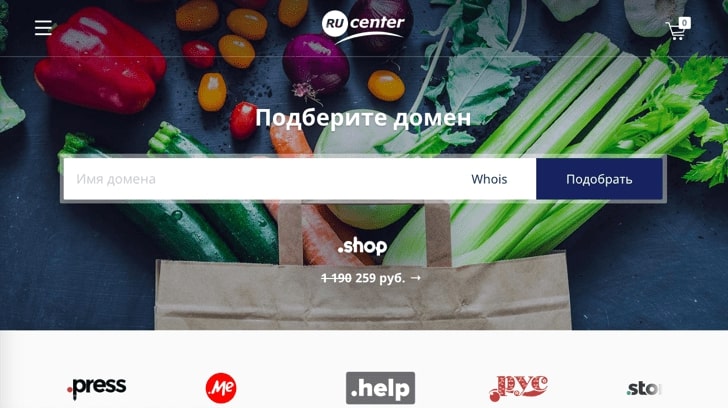 RU center
0
Подберите домен
Имя домена
Whois
Подобрать
.shop
1 190 259 руб. →
.press
.Me
.help
.рус
.sto